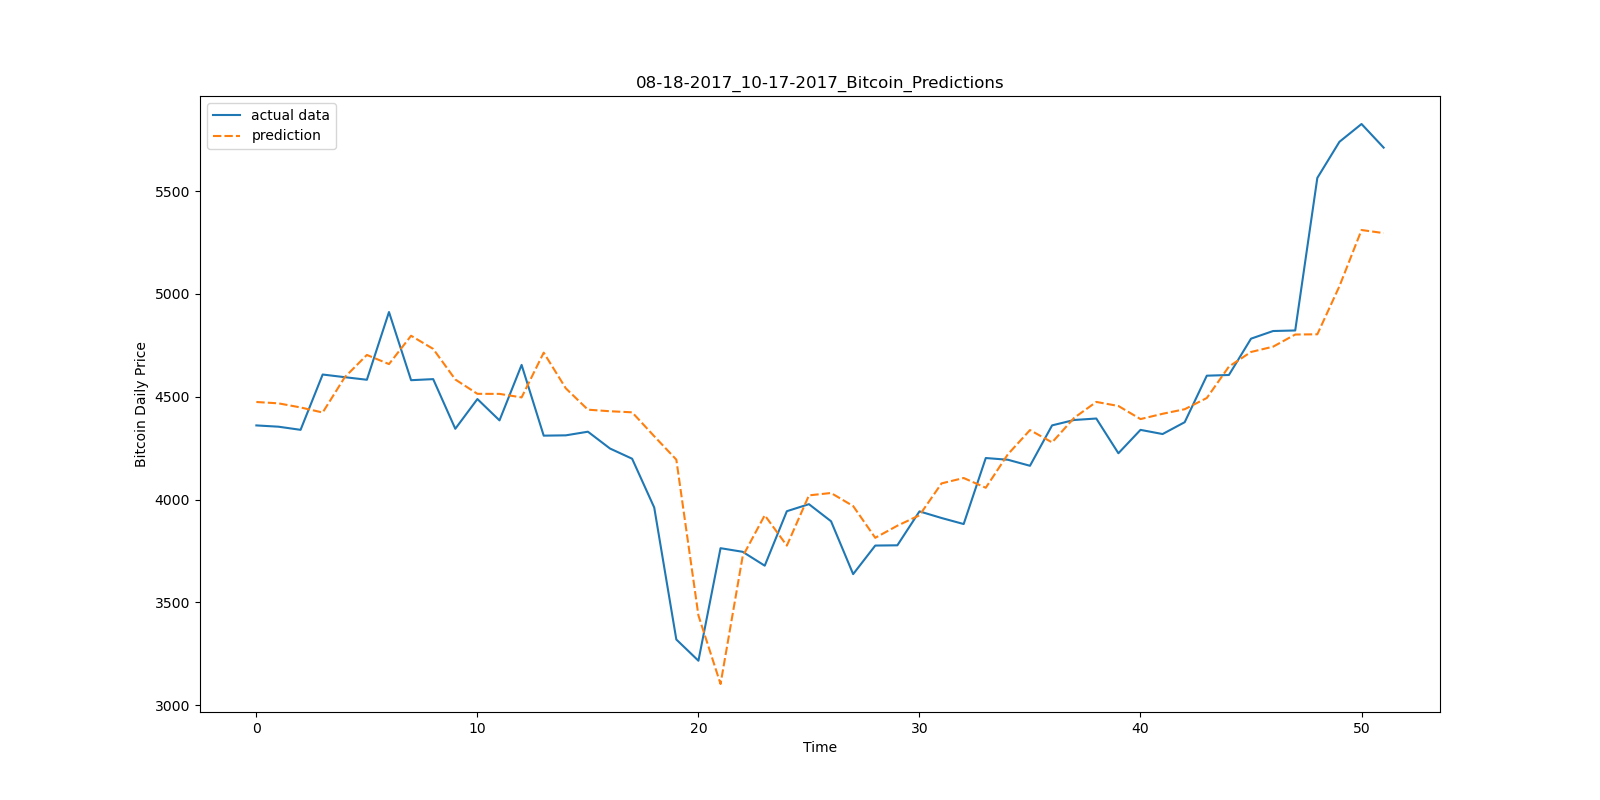 08-18-2017_10-17-2017_Bitcoin_Predictions
actual data
prediction
Bitcoin Daily Price
5500
5000
4500
4000
3500
3000
0 10 20 30 40 50
Time